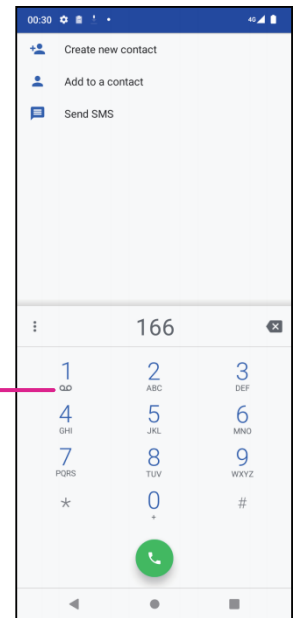 00:30 4G
Create new contact
Add to a contact
Send SMS
166
1 2 3
ABC DEF
4 5 6
GHI JKL MNO
7 8 9
PQRS TUV WXYZ
* 0 #
+